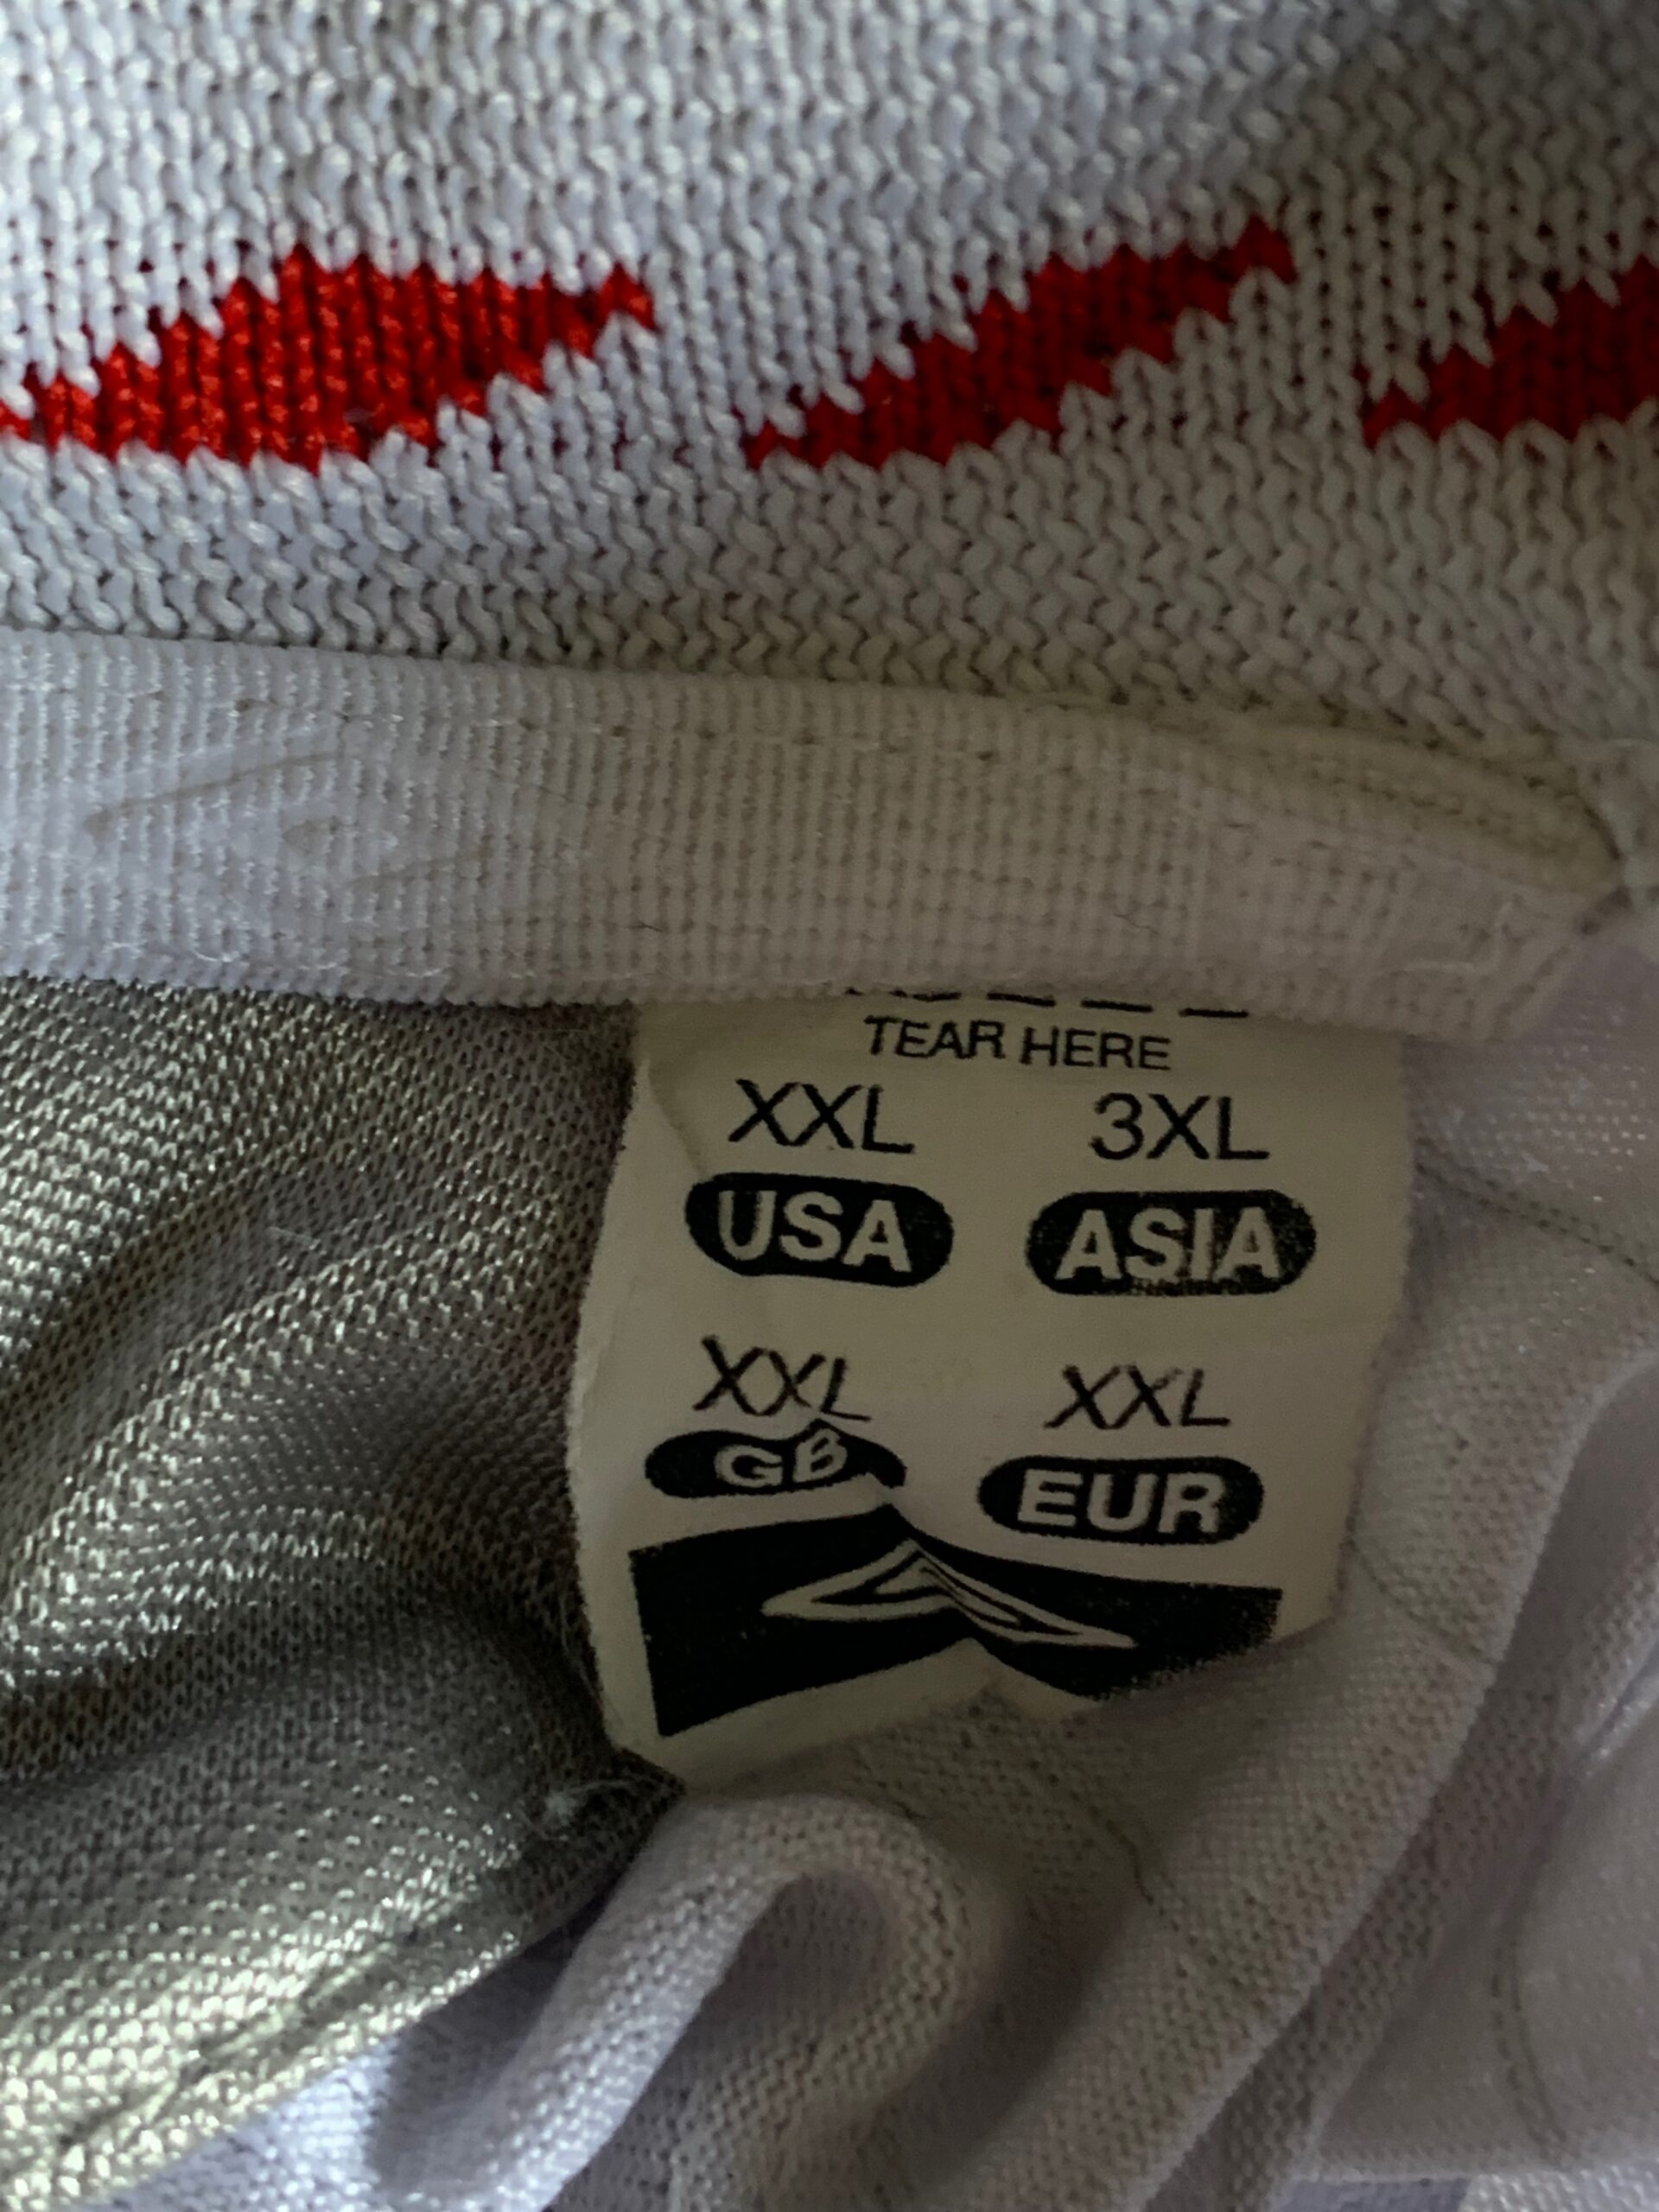 TEAR HERE
XXL 3XL
USA ASIA
XXL XXL
GB EUR